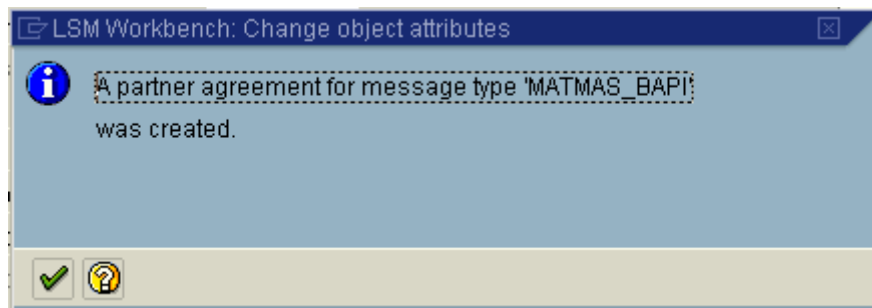 LSM Workbench: Change object attributes
A partner agreement for message type 'MATMAS_BAPI'
was created.